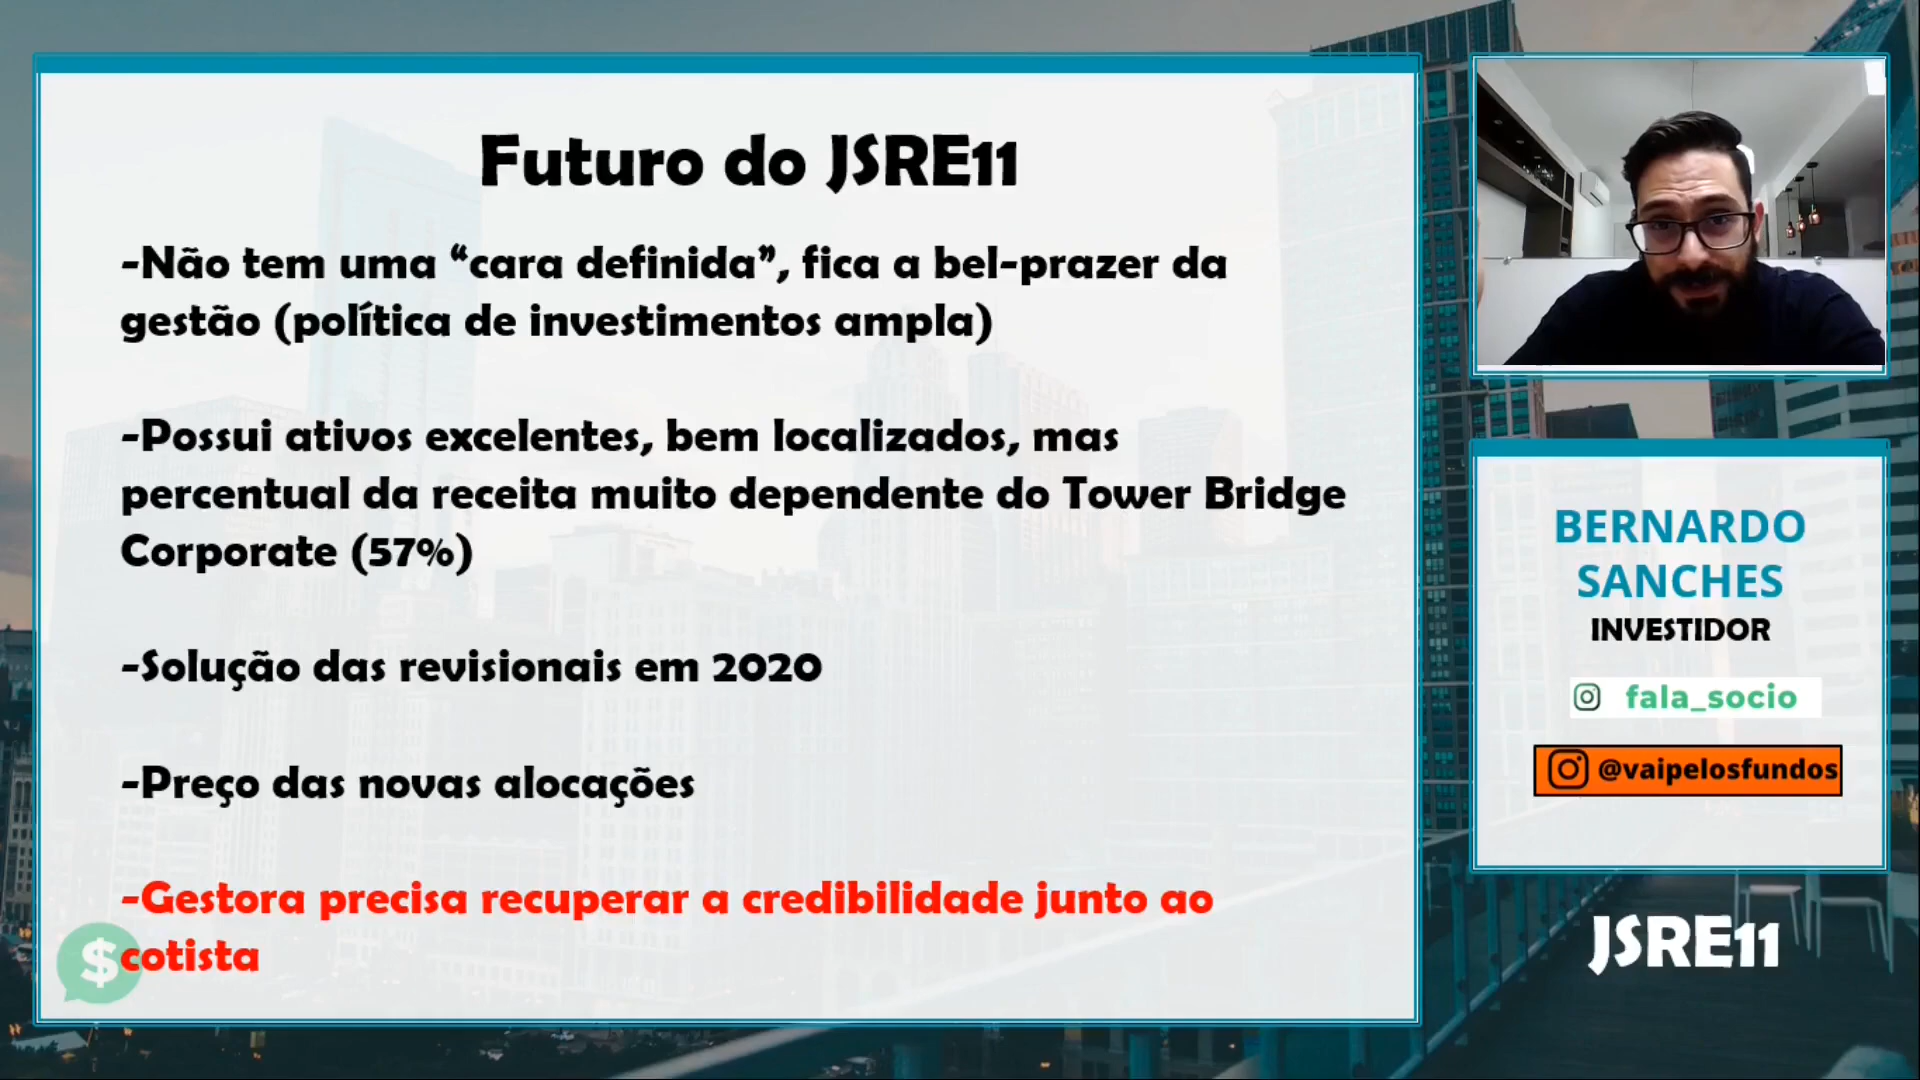 Futuro do JSRE11
-Não tem uma “cara definida”, fica a bel-prazer da
gestão (política de investimentos ampla)
-Possui ativos excelentes, bem localizados, mas
percentual da receita muito dependente do Tower Bridge
Corporate (57%)
-Solução das revisionais em 2020
-Preço das novas alocações
-Gestora precisa recuperar a credibilidade junto ao
cotista
$
BERNARDO
SANCHES
INVESTIDOR
fala_socio
@vaipelosfundos
JSRE11